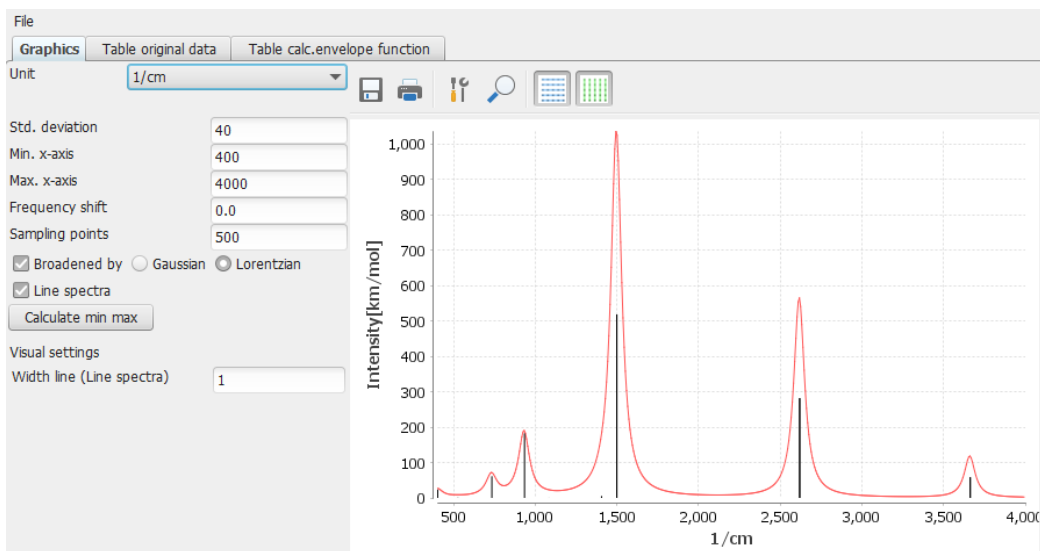 File
Graphics Table original data Table calc.envelope function
Unit 1/cm
Std. deviation 40
Min. x-axis 400
Max. x-axis 4000
Frequency shift 0.0
Sampling points 500
Broadened by Gaussian Lorentzian
Line spectra
Calculate min max
Visual settings
Width line (Line spectra) 1
Intensity[km/mol]
1,000
900
800
700
600
500
400
300
200
100
0
500 1,000 1,500 2,000 2,500 3,000 3,500 4,000
1/cm